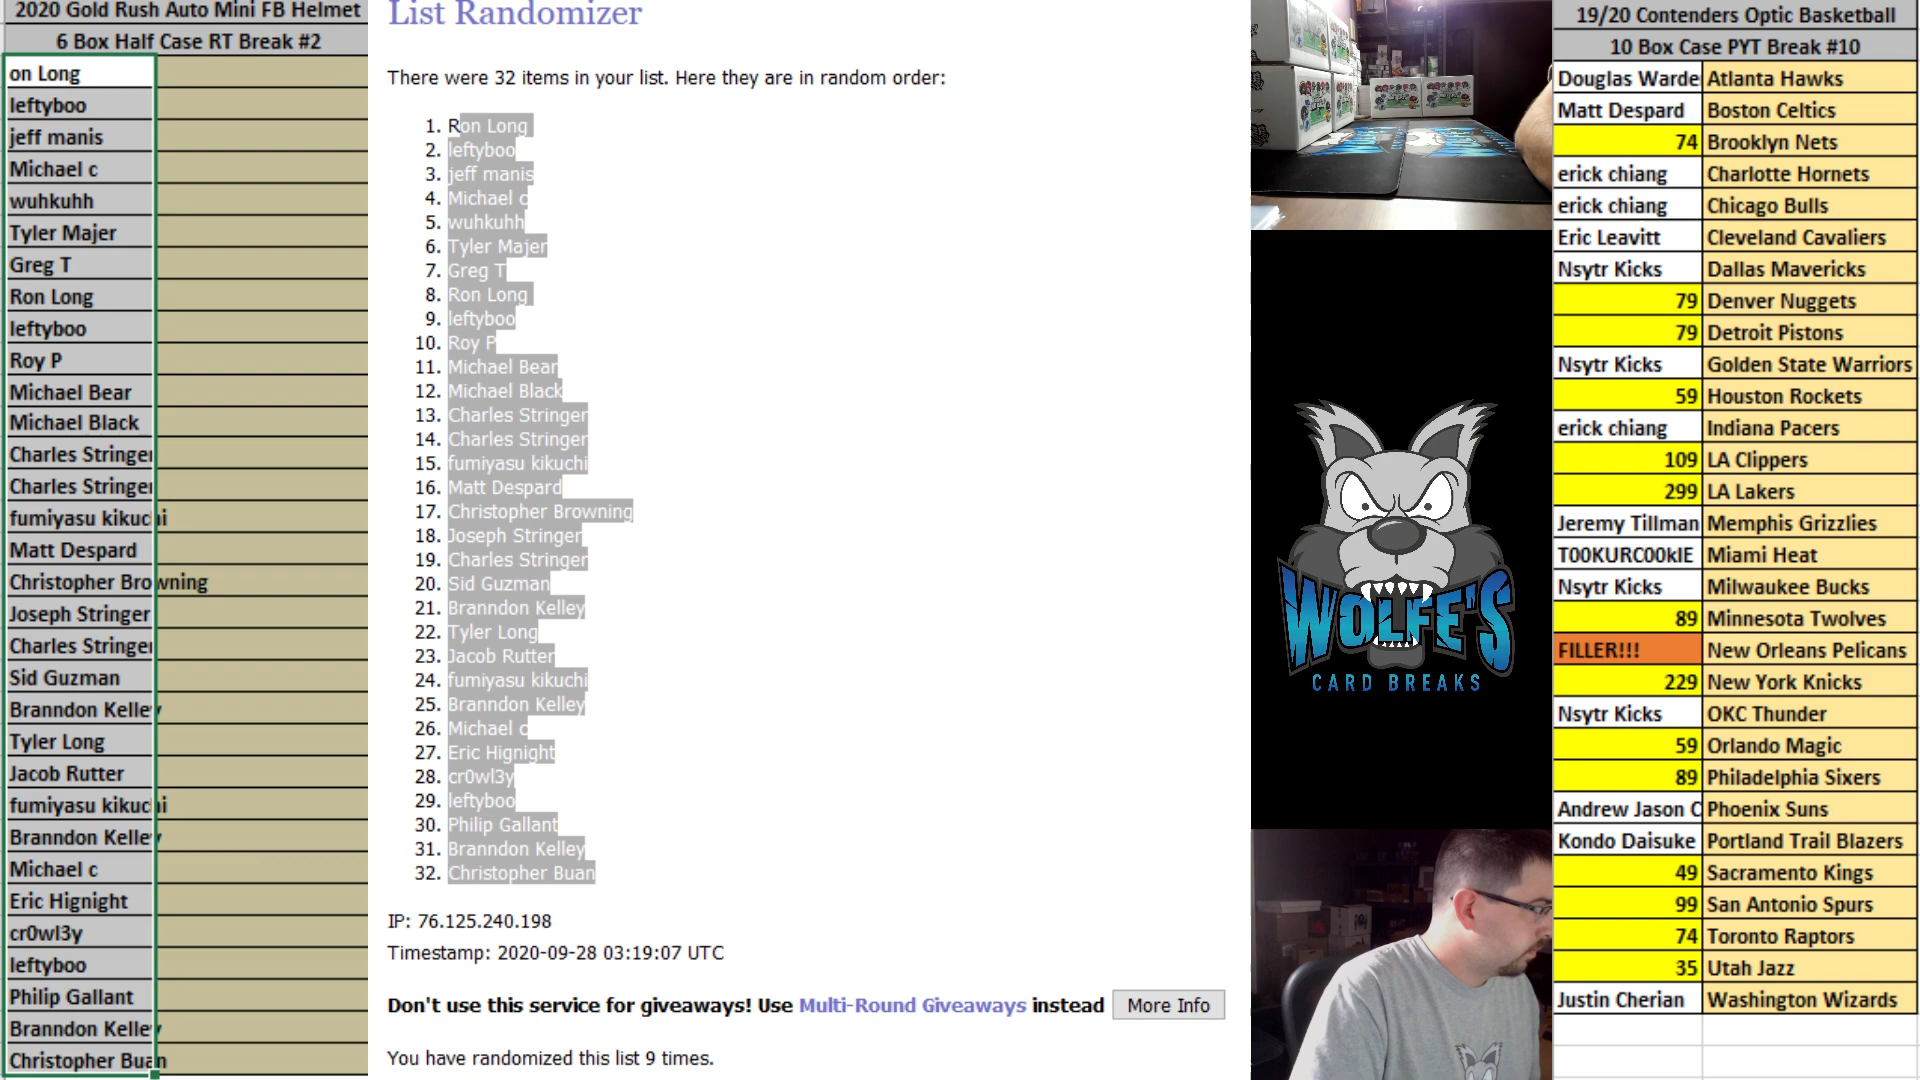 2020 Gold Rush Auto Mini FB Helmet
6 Box Half Case RT Break #2
on Long
leftyboo
jeff manis
Michael c
wuhkuhh
Tyler Majer
Greg T
Ron Long
leftyboo
Roy P
Michael Bear
Michael Black
Charles Stringer
Charles Stringer
fumiyasu kikuchi
Matt Despard
Christopher Browning
Joseph Stringer
Charles Stringer
Sid Guzman
Branndon Kelley
Tyler Long
Jacob Rutter
fumiyasu kikuchi
Branndon Kelley
Michael c
Eric Hignight
cr0wl3y
leftyboo
Philip Gallant
Branndon Kelley
Christopher Buan
List Randomizer
There were 32 items in your list. Here they are in random order:
1. Ron Long
2. leftyboo
3. jeff manis
4. Michael c
5. wuhkuhh
6. Tyler Majer
7. Greg T
8. Ron Long
9. leftyboo
10. Roy P
11. Michael Bear
12. Michael Black
13. Charles Stringer
14. Charles Stringer
15. fumiyasu kikuchi
16. Matt Despard
17. Christopher Browning
18. Joseph Stringer
19. Charles Stringer
20. Sid Guzman
21. Branndon Kelley
22. Tyler Long
23. Jacob Rutter
24. fumiyasu kikuchi
25. Branndon Kelley
26. Michael c
27. Eric Hignight
28. cr0wl3y
29. leftyboo
30. Philip Gallant
31. Branndon Kelley
32. Christopher Buan
IP: 76.125.240.198
Timestamp: 2020-09-28 03:19:07 UTC
Don't use this service for giveaways! Use Multi-Round Giveaways instead More Info
You have randomized this list 9 times.
WOLFE'S
CARD BREAKS
19/20 Contenders Optic Basketball
10 Box Case PYT Break #10
Douglas Warde Atlanta Hawks
Matt Despard Boston Celtics
74 Brooklyn Nets
erick chiang Charlotte Hornets
erick chiang Chicago Bulls
Eric Leavitt Cleveland Cavaliers
Nsytr Kicks Dallas Mavericks
79 Denver Nuggets
79 Detroit Pistons
Nsytr Kicks Golden State Warriors
59 Houston Rockets
erick chiang Indiana Pacers
109 LA Clippers
299 LA Lakers
Jeremy Tillman Memphis Grizzlies
T00KURC00kIE Miami Heat
Nsytr Kicks Milwaukee Bucks
89 Minnesota Twolves
FILLER!!! New Orleans Pelicans
229 New York Knicks
Nsytr Kicks OKC Thunder
59 Orlando Magic
89 Philadelphia Sixers
Andrew Jason C Phoenix Suns
Kondo Daisuke Portland Trail Blazers
49 Sacramento Kings
99 San Antonio Spurs
74 Toronto Raptors
35 Utah Jazz
Justin Cherian Washington Wizards